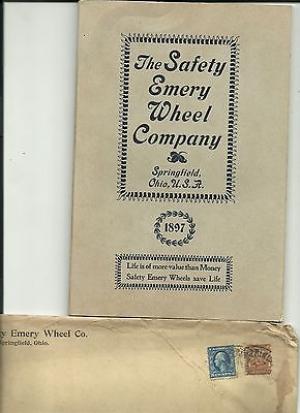 The Safety
Emery
Wheel
Company
Springfield,
Ohio, U.S.A.
1897
Life is of more value than Money
Safety Emery Wheels save Life
ty Emery Wheel Co.
Springfield, Ohio.